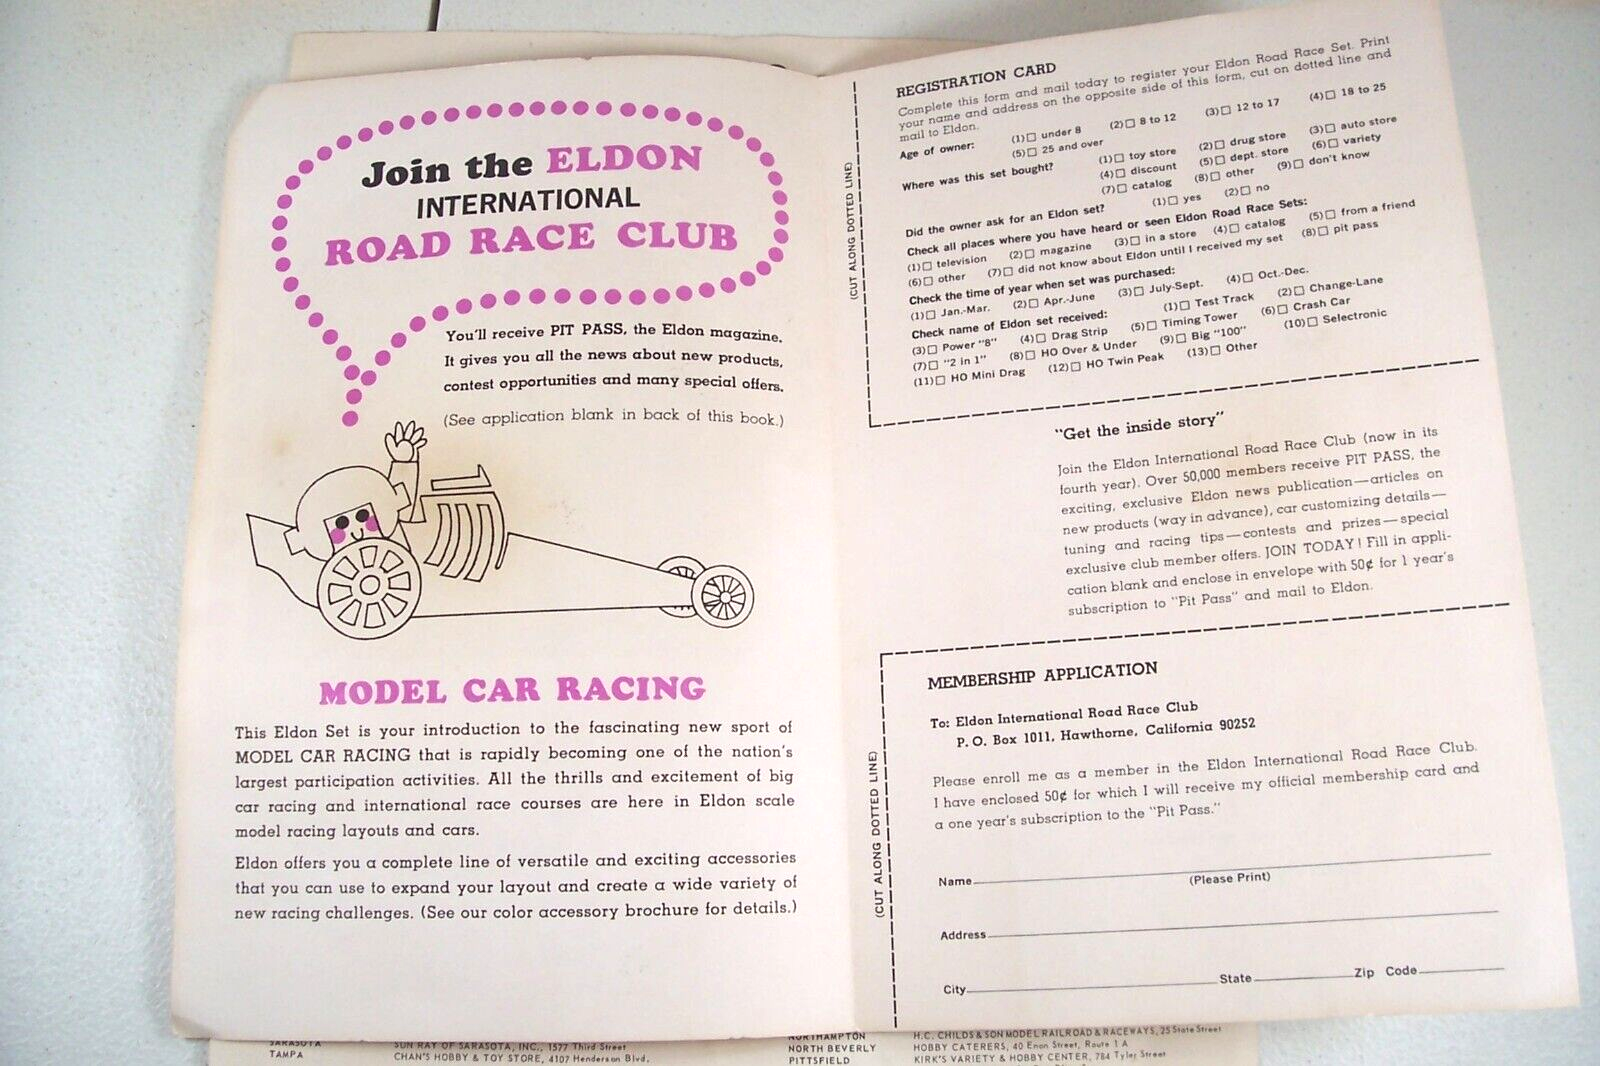 Join the ELDON
INTERNATIONAL
ROAD RACE CLUB
You'll receive PIT PASS, the Eldon magazine.
It gives you all the news about new products,
contest opportunities and many special offers.
(See application blank in back of this book.)
MODEL CAR RACING
This Eldon Set is your introduction to the fascinating new sport of
MODEL CAR RACING that is rapidly becoming one of the nation's
largest participation activities. All the thrills and excitement of big
car racing and international race courses are here in Eldon scale
model racing layouts and cars.
Eldon offers you a complete line of versatile and exciting accessories
that you can use to expand your layout and create a wide variety of
new racing challenges. (See our color accessory brochure for details.)
(CUT ALONG DOTTED LINE)
REGISTRATION CARD
Complete this form and mail today to register your Eldon Road Race Set. Print
your name and address on the opposite side of this form, cut on dotted line and
mail to Eldon.
Age of owner: (1)☐ under 8 (2)☐ 8 to 12 (3)☐ 12 to 17 (4)☐ 18 to 25
(5)☐ 25 and over
Where was this set bought? (1)☐ toy store (2)☐ drug store (3)☐ auto store
(4)☐ discount (5)☐ dept. store (6)☐ variety
(7)☐ catalog (8)☐ other (9)☐ don't know
Did the owner ask for an Eldon set? (1)☐ yes (2)☐ no
Check all places where you have heard or seen Eldon Road Race Sets:
(1)☐ television (2)☐ magazine (3)☐ in a store (4)☐ catalog (5)☐ from a friend
(6)☐ other (7)☐ did not know about Eldon until I received my set (8)☐ pit pass
Check the time of year when set was purchased:
(1)☐ Jan.-Mar. (2)☐ Apr.-June (3)☐ July-Sept. (4)☐ Oct.-Dec.
Check name of Eldon set received: (1)☐ Test Track (2)☐ Change-Lane
(3)☐ Power "8" (4)☐ Drag Strip (5)☐ Timing Tower (6)☐ Crash Car
(7)☐ "2 in 1" (8)☐ HO Over & Under (9)☐ Big "100" (10)☐ Selectronic
(11)☐ HO Mini Drag (12)☐ HO Twin Peak (13)☐ Other
"Get the inside story"
Join the Eldon International Road Race Club (now in its
fourth year). Over 50,000 members receive PIT PASS, the
exciting, exclusive Eldon news publication—articles on
new products (way in advance), car customizing details—
tuning and racing tips—contests and prizes—special
exclusive club member offers. JOIN TODAY! Fill in appli-
cation blank and enclose in envelope with 50¢ for 1 year's
subscription to "Pit Pass" and mail to Eldon.
(CUT ALONG DOTTED LINE)
MEMBERSHIP APPLICATION
To: Eldon International Road Race Club
P. O. Box 1011, Hawthorne, California 90252
Please enroll me as a member in the Eldon International Road Race Club.
I have enclosed 50¢ for which I will receive my official membership card and
a one year's subscription to the "Pit Pass."
Name
(Please Print)
Address
City State Zip Code
SARASOTA SUN RAY OF SARASOTA, INC., 1577 Third Street
TAMPA CHAN'S HOBBY & TOY STORE, 4107 Henderson Blvd.
NORTHAMPTON H.C. CHILDS & SON MODEL RAILROAD & RACEWAYS, 25 State Street
NORTH BEVERLY HOBBY CATERERS, 40 Enon Street, Route 1 A
PITTSFIELD KIRK'S VARIETY & HOBBY CENTER, 784 Tyler Street